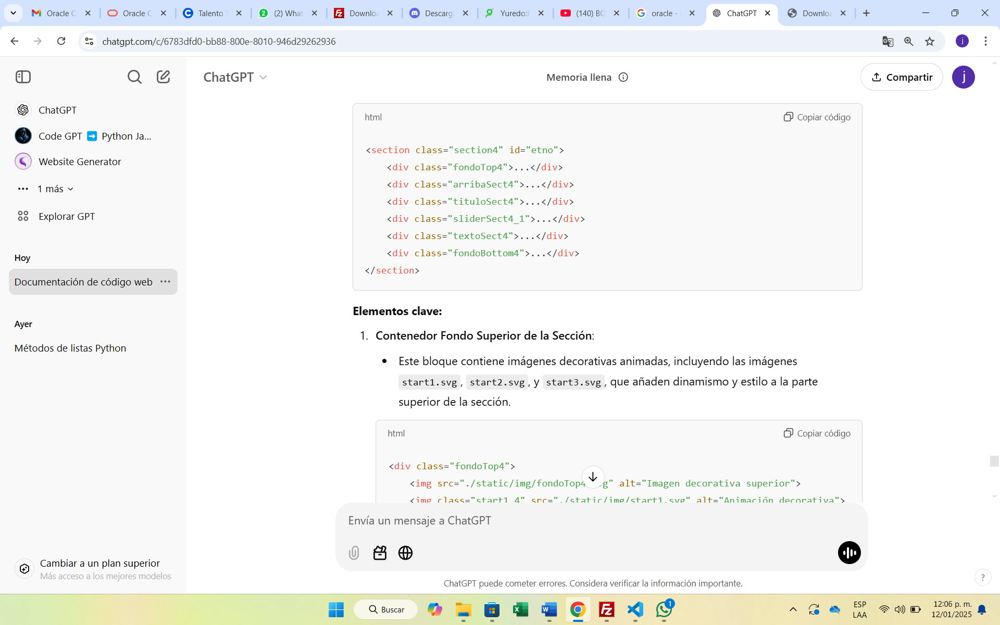 Oracle C
Oracle C
Talento T
(2) What
Downloa
Descarga
Yuredo:E
(140) BO
oracle -
ChatGPT
Downloa
chatgpt.com/c/6783dfd0-bb88-800e-8010-946d29262936
j
ChatGPT
Memoria llena
Compartir
j
ChatGPT
Code GPT ➡ Python Ja...
Website Generator
1 más
Explorar GPT
Hoy
Documentación de código web
Ayer
Métodos de listas Python
Cambiar a un plan superior
Más acceso a los mejores modelos
html
Copiar código
<section class="section4" id="etno">
<div class="fondoTop4">...</div>
<div class="arribaSect4">...</div>
<div class="tituloSect4">...</div>
<div class="sliderSect4_1">...</div>
<div class="textoSect4">...</div>
<div class="fondoBottom4">...</div>
</section>
Elementos clave:
1. Contenedor Fondo Superior de la Sección:
• Este bloque contiene imágenes decorativas animadas, incluyendo las imágenes
start1.svg, start2.svg, y start3.svg, que añaden dinamismo y estilo a la parte
superior de la sección.
html
Copiar código
<div class="fondoTop4">
<img src="./static/img/fondoTop4 g" alt="Imagen decorativa superior">
<img class="start1_4" src="./static/img/start1.svg" alt="Animación decorativa">
Envía un mensaje a ChatGPT
ChatGPT puede cometer errores. Considera verificar la información importante.
?
Buscar
1
ESP
LAA
12:06 p. m.
12/01/2025